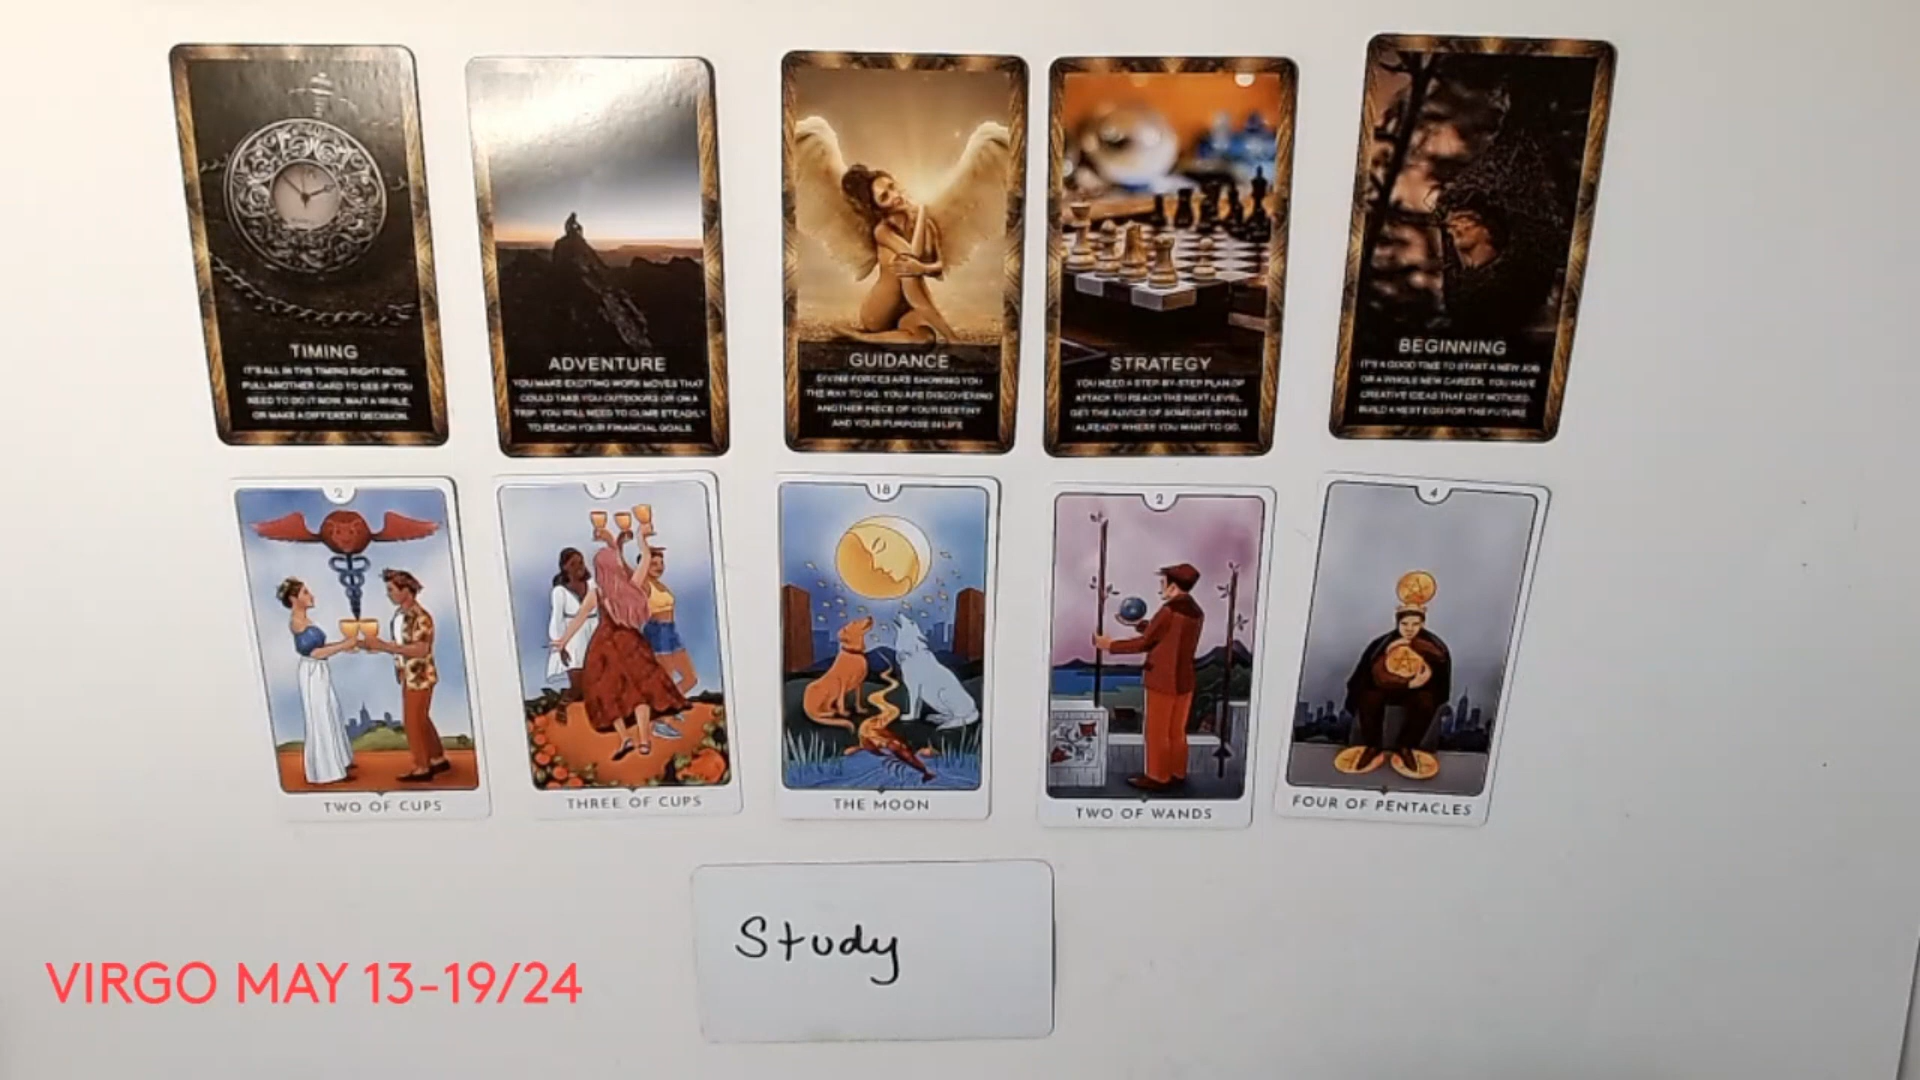 TIMING
IT'S ALL IN THE TIMING RIGHT NOW.
PULL ANOTHER CARD TO SEE IF YOU
NEED TO DO IT NOW, WAIT A WHILE,
OR MAKE A DIFFERENT DECISION.
ADVENTURE
YOU MAKE EXCITING WORK MOVES THAT
COULD TAKE YOU OUTDOORS OR ON A
TRIP. YOU WILL NEED TO CLIMB STEADILY
TO REACH YOUR FINANCIAL GOALS.
GUIDANCE
DIVINE FORCES ARE SHOWING YOU
THE WAY TO GO. YOU ARE DISCOVERING
ANOTHER PIECE OF YOUR DESTINY
AND YOUR PURPOSE IN LIFE
STRATEGY
YOU NEED A STEP-BY-STEP PLAN OF
ATTACK TO REACH THE NEXT LEVEL.
GET THE ADVICE OF SOMEONE WHO IS
ALREADY WHERE YOU WANT TO GO.
BEGINNING
IT'S A GOOD TIME TO START A NEW JOB
OR A WHOLE NEW CAREER. YOU HAVE
CREATIVE IDEAS THAT GET NOTICED.
BUILD A NEST EGG FOR THE FUTURE
2
TWO OF CUPS
3
THREE OF CUPS
18
THE MOON
2
TWO OF WANDS
4
FOUR OF PENTACLES
Study
VIRGO MAY 13-19/24